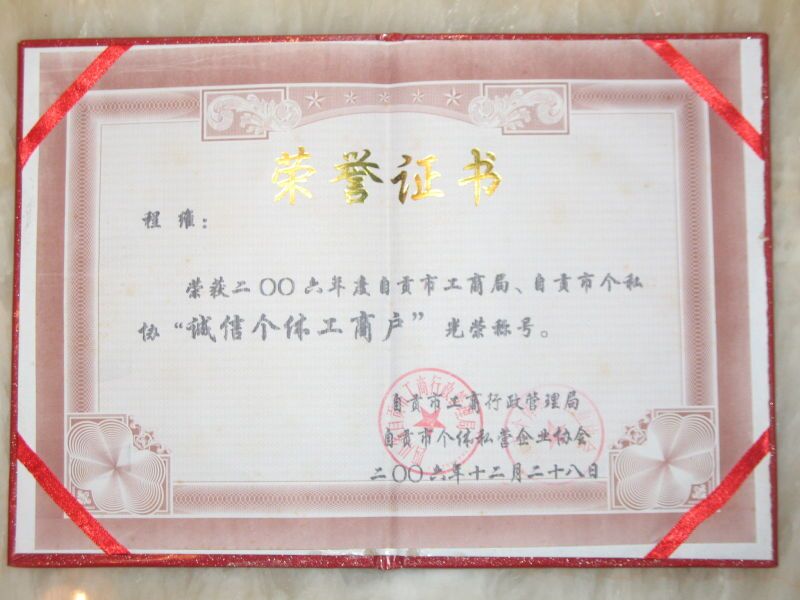 荣誉证书
程 维：
荣获二〇〇六年度自贡市工商局、自贡市个私
协“诚信个体工商户”光荣称号。
自贡市工商行政管理局
自贡市个体私营企业协会
二〇〇六年十二月二十八日